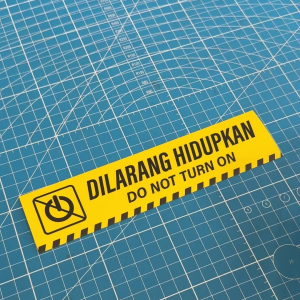 DILARANG HIDUPKAN
DO NOT TURN ON